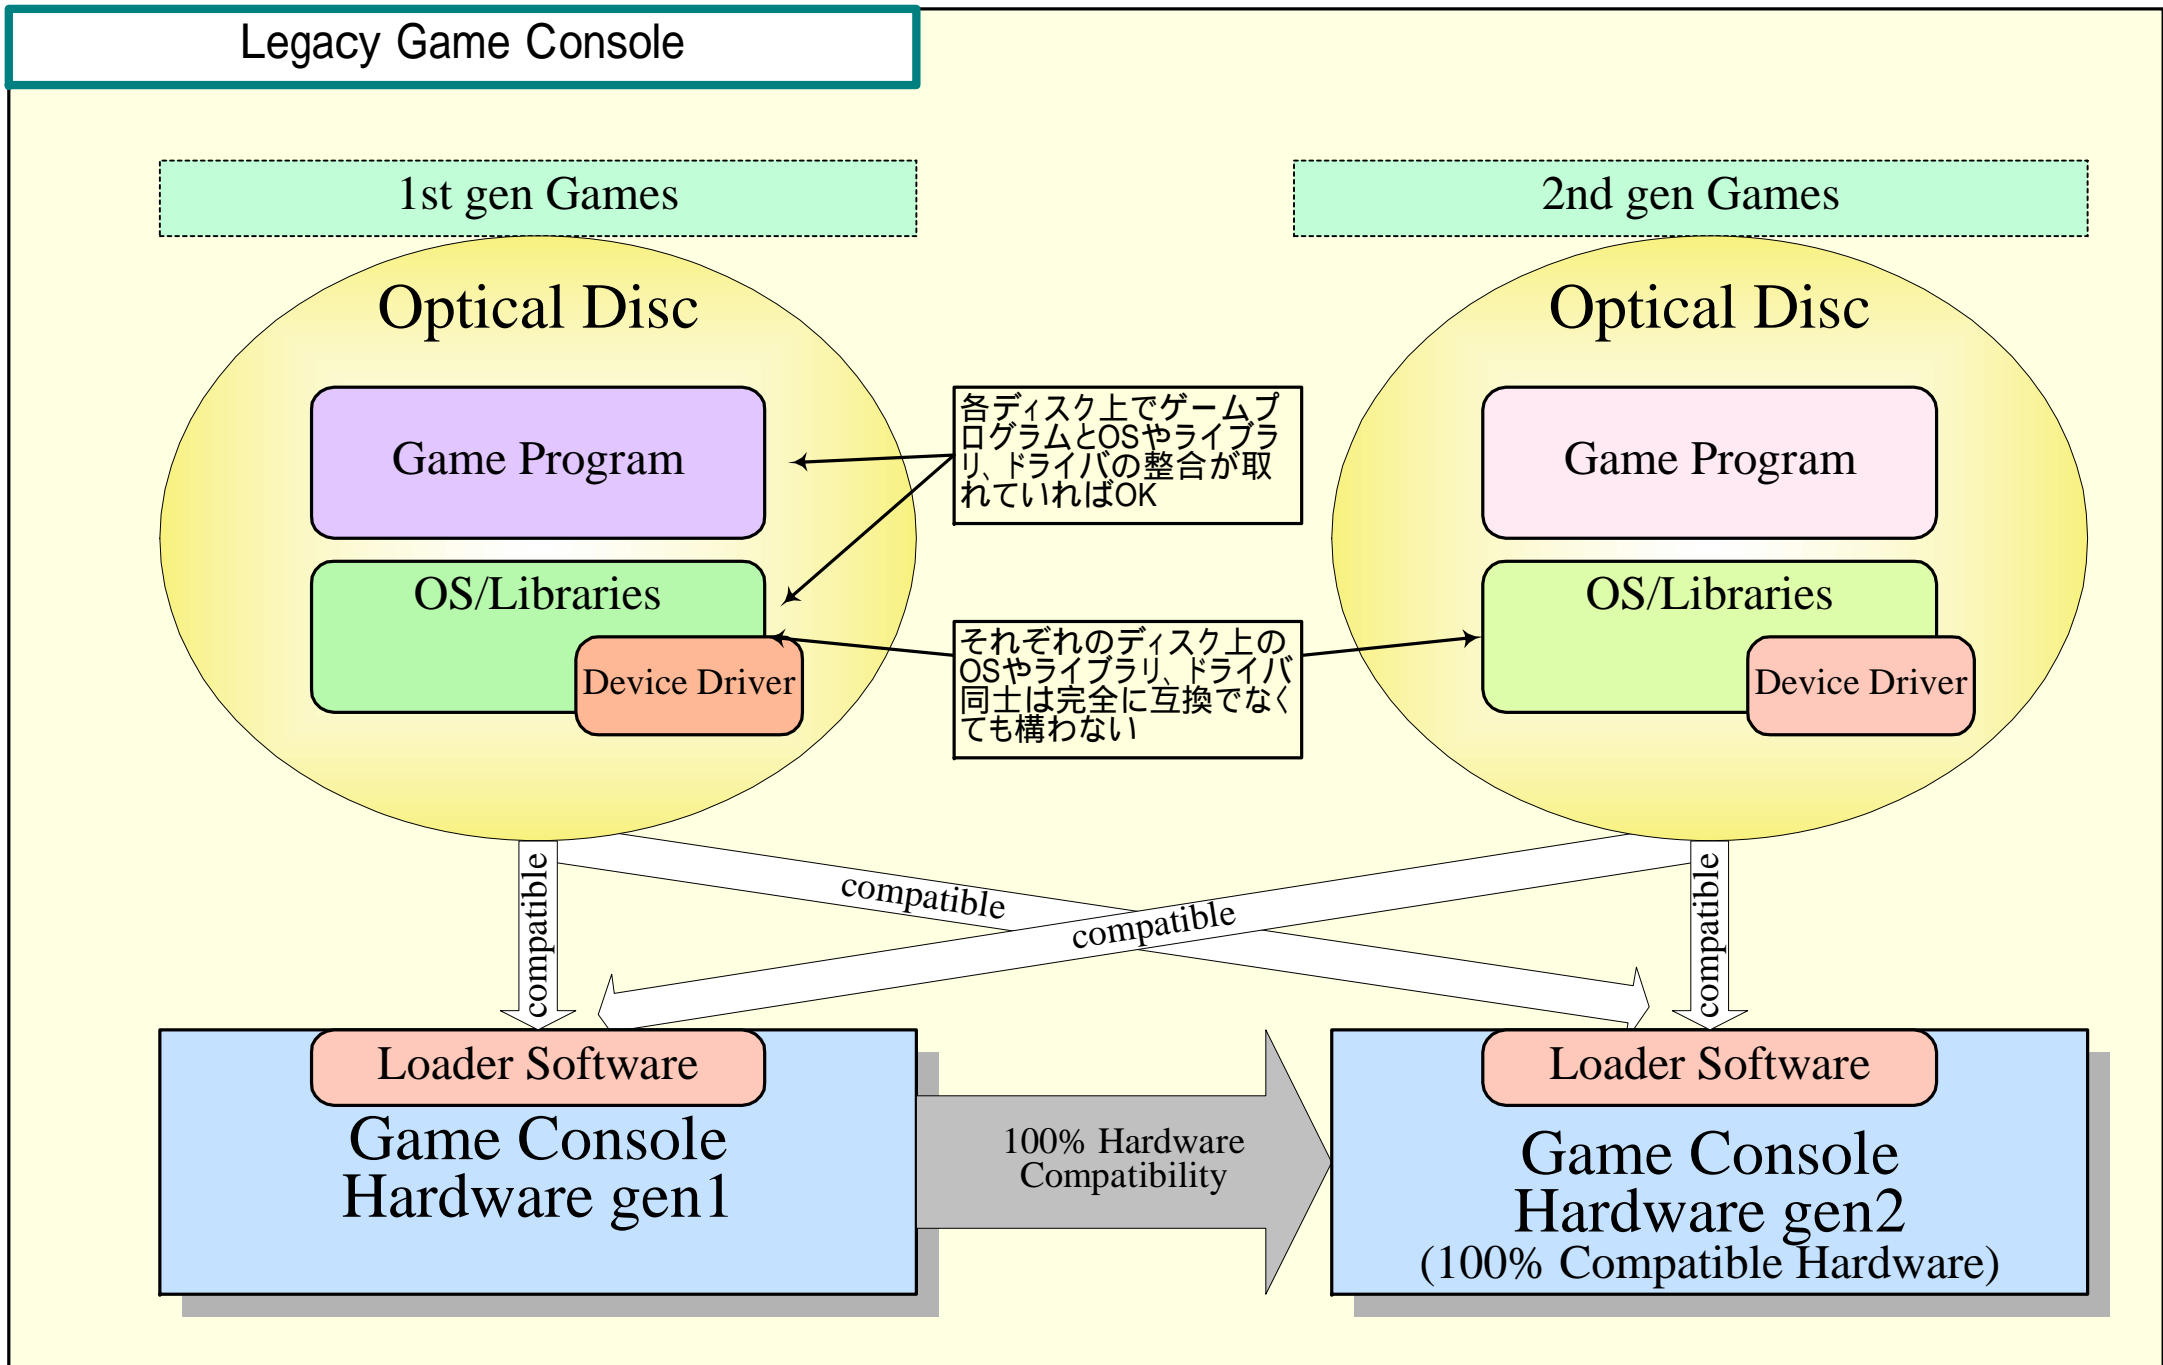 Legacy Game Console
1st gen Games
2nd gen Games
Optical Disc
Optical Disc
Game Program
各ディスク上でゲームプ
ログラムとOSやライブラ
リ、ドライバの整合が取
れていればOK
Game Program
OS/Libraries
Device Driver
それぞれのディスク上の
OSやライブラリ、ドライバ
同士は完全に互換でなく
ても構わない
OS/Libraries
Device Driver
compatible
compatible
compatible
compatible
Loader Software
Game Console
Hardware gen1
100% Hardware
Compatibility
Loader Software
Game Console
Hardware gen2
(100% Compatible Hardware)